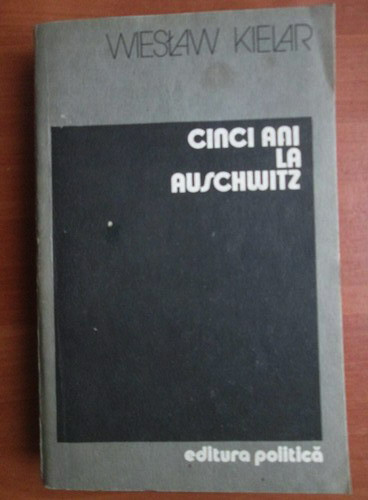 WIESŁAW KIELAR
CINCI ANI
LA
AUSCHWITZ
editura politică